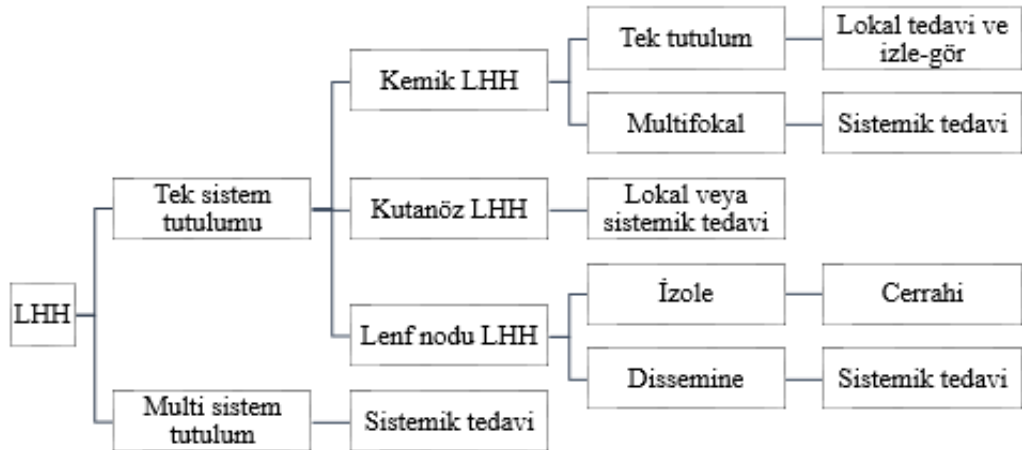 LHH
Tek sistem
tutulumu
Kemik LHH
Tek tutulum
Lokal tedavi ve
izle-gör
Multifokal
Sistemik tedavi
Kutanöz LHH
Lokal veya
sistemik tedavi
Lenf nodu LHH
İzole
Cerrahi
Dissemine
Sistemik tedavi
Multi sistem
tutulum
Sistemik tedavi